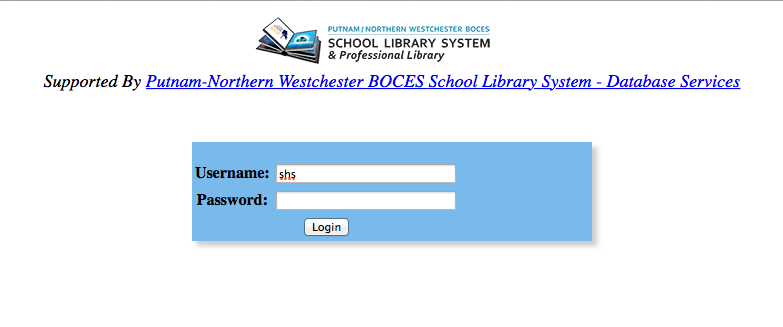 PUTNAM/NORTHERN WESTCHESTER BOCES
SCHOOL LIBRARY SYSTEM
& Professional Library
Supported By Putnam-Northern Westchester BOCES School Library System - Database Services
Username: shs
Password:
Login